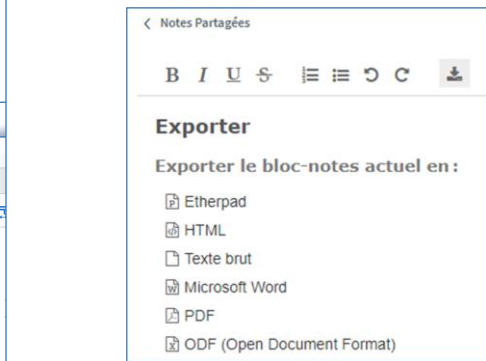 Notes Partagées
B I U S
Exporter
Exporter le bloc-notes actuel en :
Etherpad
HTML
Texte brut
Microsoft Word
PDF
ODF (Open Document Format)